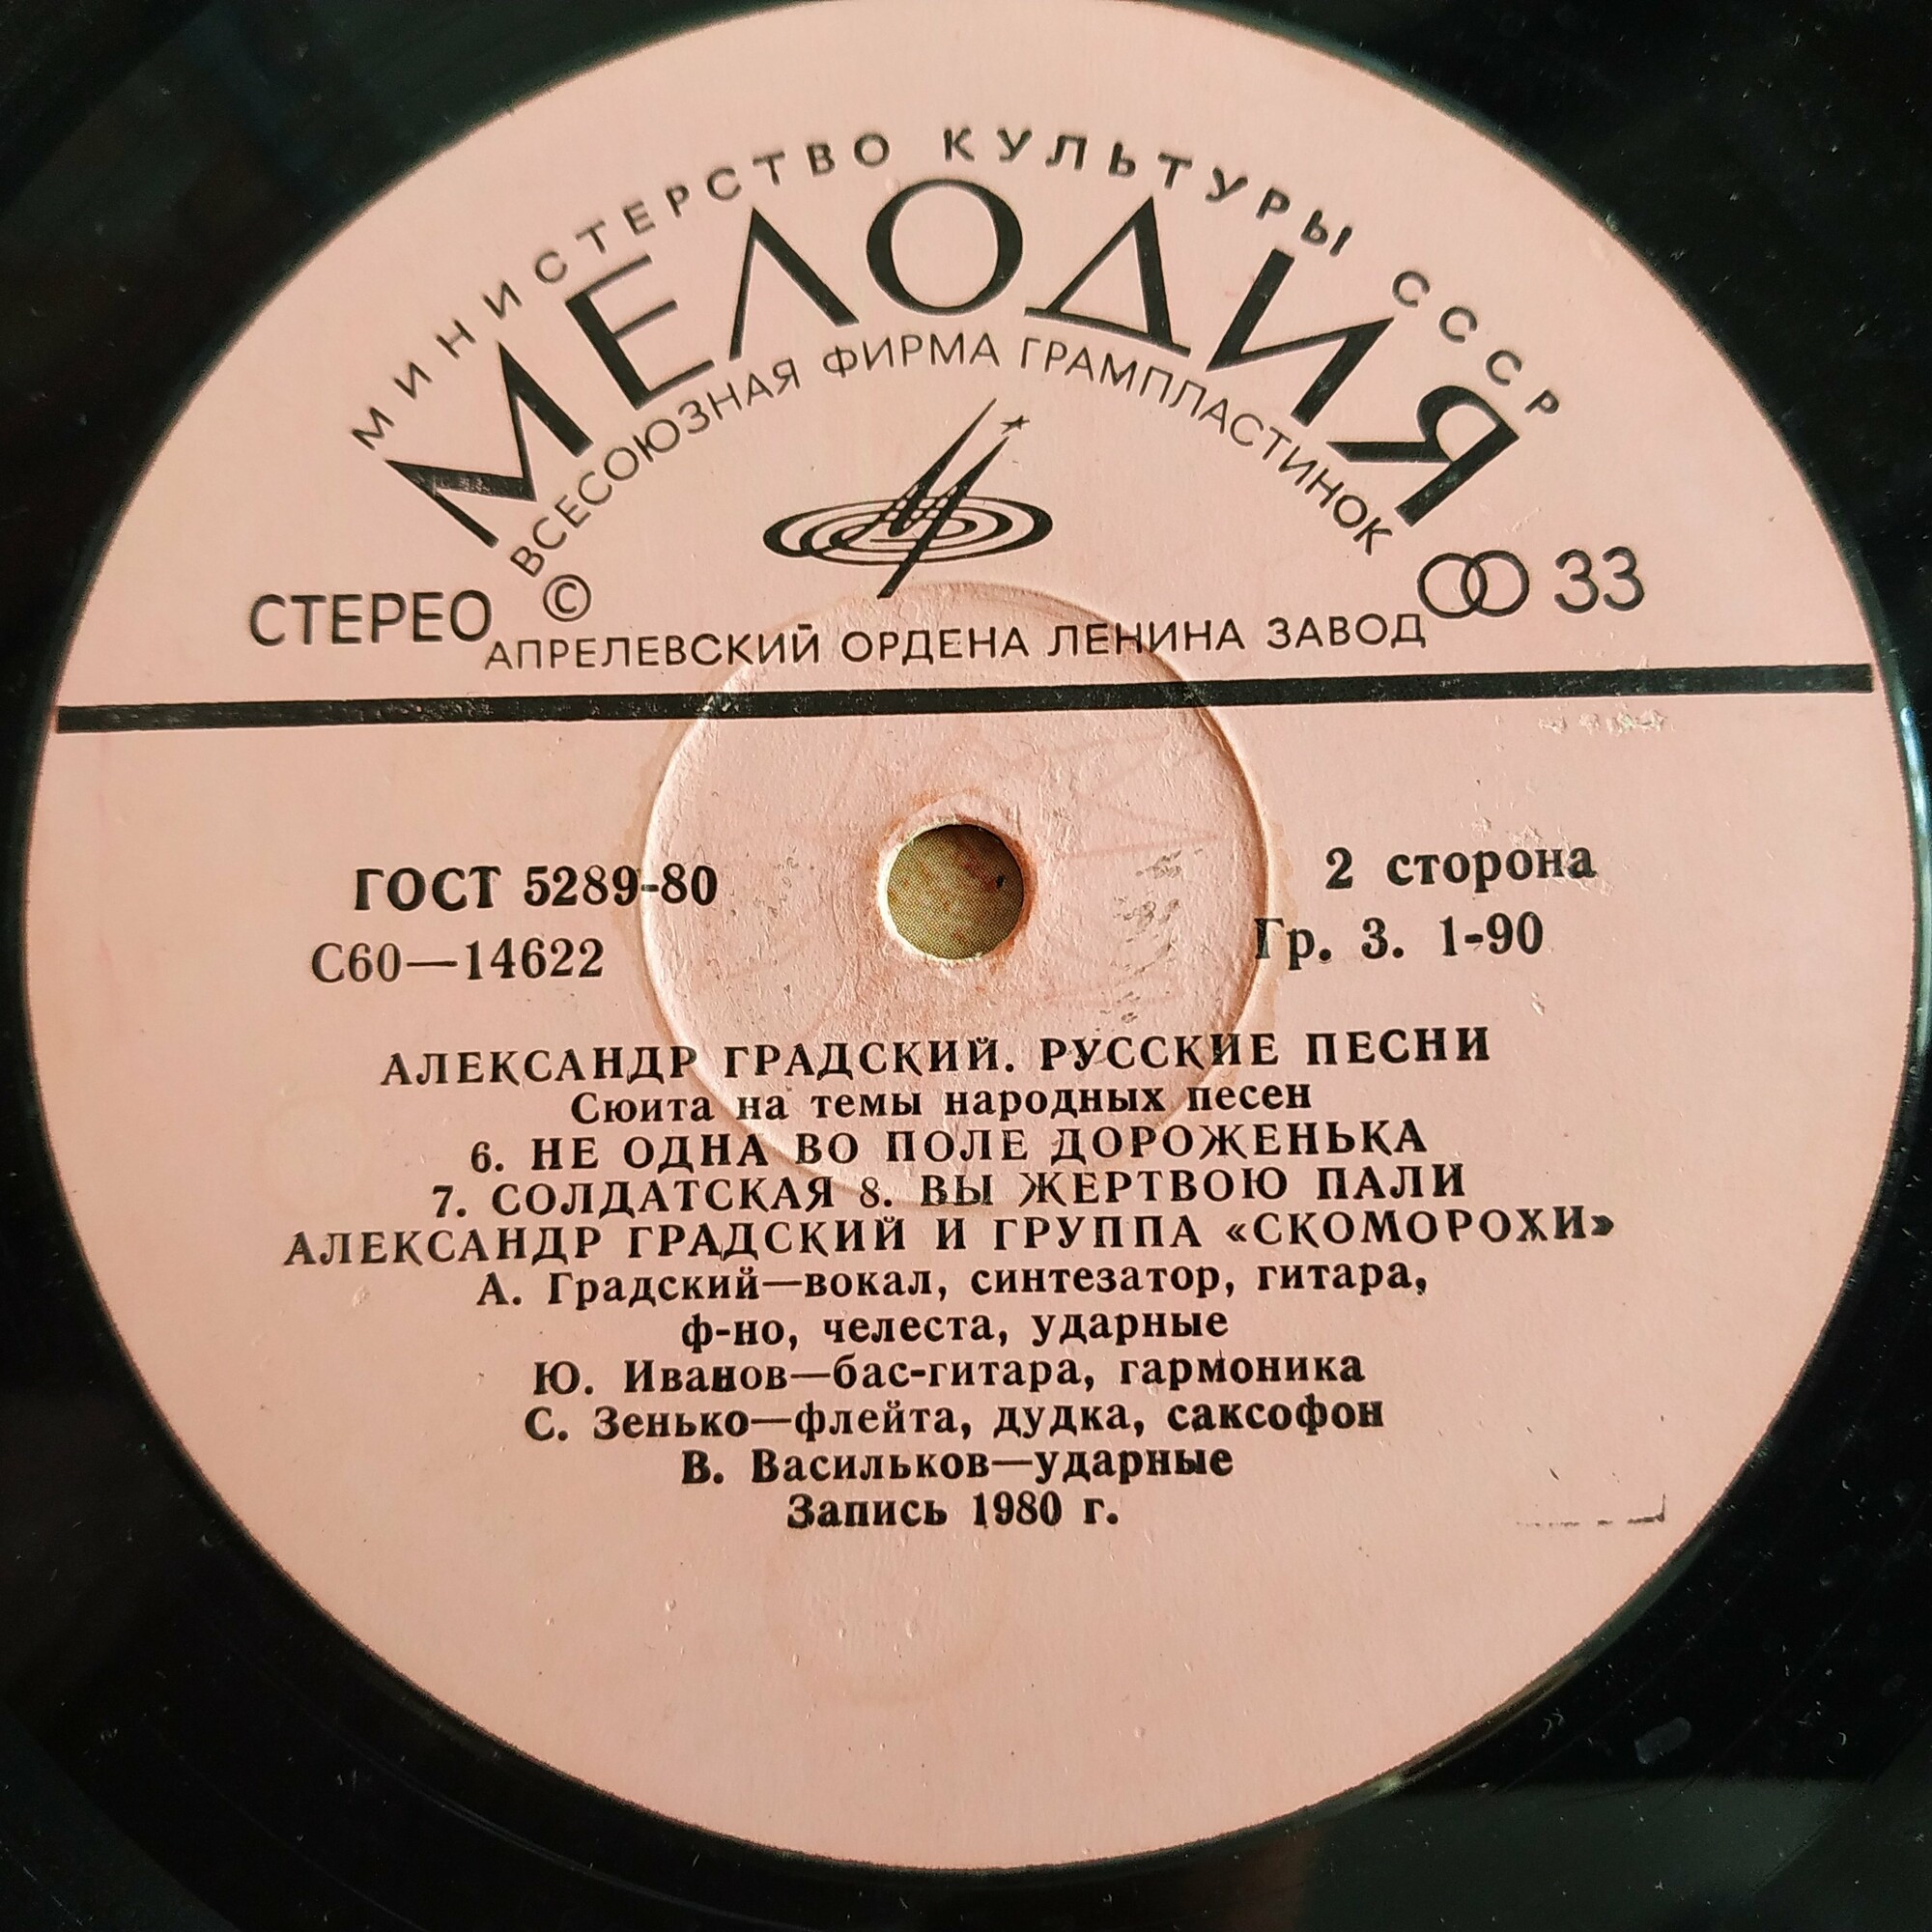 МИНИСТЕРСТВО КУЛЬТУРЫ СССР
МЕЛОДИЯ
ВСЕСОЮЗНАЯ ФИРМА ГРАМПЛАСТИНОК
СТЕРЕО © 33
АПРЕЛЕВСКИЙ ОРДЕНА ЛЕНИНА ЗАВОД
ГОСТ 5289-80
2 сторона
С60—14622
Гр. 3. 1-90
АЛЕКСАНДР ГРАДСКИЙ. РУССКИЕ ПЕСНИ
Сюита на темы народных песен
6. НЕ ОДНА ВО ПОЛЕ ДОРОЖЕНЬКА
7. СОЛДАТСКАЯ 8. ВЫ ЖЕРТВОЮ ПАЛИ
АЛЕКСАНДР ГРАДСКИЙ И ГРУППА «СКОМОРОХИ»
А. Градский—вокал, синтезатор, гитара,
ф-но, челеста, ударные
Ю. Иванов—бас-гитара, гармоника
С. Зенько—флейта, дудка, саксофон
В. Васильков—ударные
Запись 1980 г.